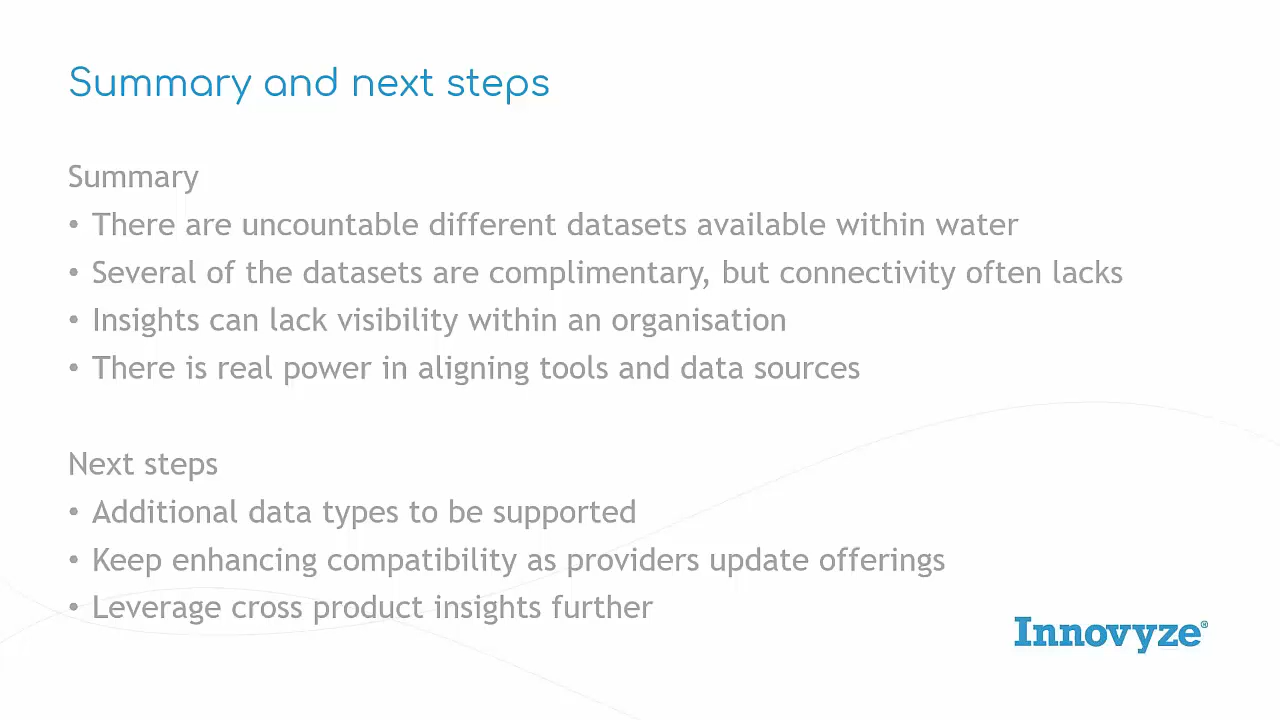 Summary and next steps
Summary
• There are uncountable different datasets available within water
• Several of the datasets are complimentary, but connectivity often lacks
• Insights can lack visibility within an organisation
• There is real power in aligning tools and data sources
Next steps
• Additional data types to be supported
• Keep enhancing compatibility as providers update offerings
• Leverage cross product insights further
Innovyze®